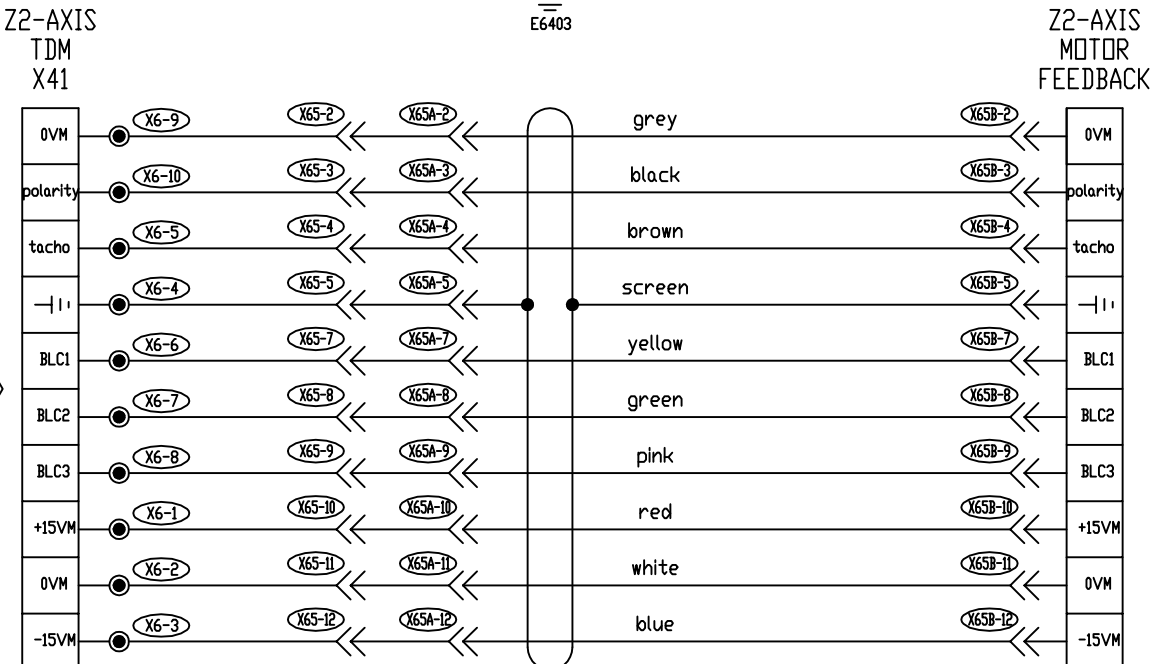 E6403
Z2-AXIS
TDM
X41
Z2-AXIS
MOTOR
FEEDBACK
0VM X6-9 X65-2 X65A-2 grey X65B-2 0VM
polarity X6-10 X65-3 X65A-3 black X65B-3 polarity
tacho X6-5 X65-4 X65A-4 brown X65B-4 tacho
X6-4 X65-5 X65A-5 screen X65B-5
BLC1 X6-6 X65-7 X65A-7 yellow X65B-7 BLC1
BLC2 X6-7 X65-8 X65A-8 green X65B-8 BLC2
BLC3 X6-8 X65-9 X65A-9 pink X65B-9 BLC3
+15VM X6-1 X65-10 X65A-10 red X65B-10 +15VM
0VM X6-2 X65-11 X65A-11 white X65B-11 0VM
-15VM X6-3 X65-12 X65A-12 blue X65B-12 -15VM